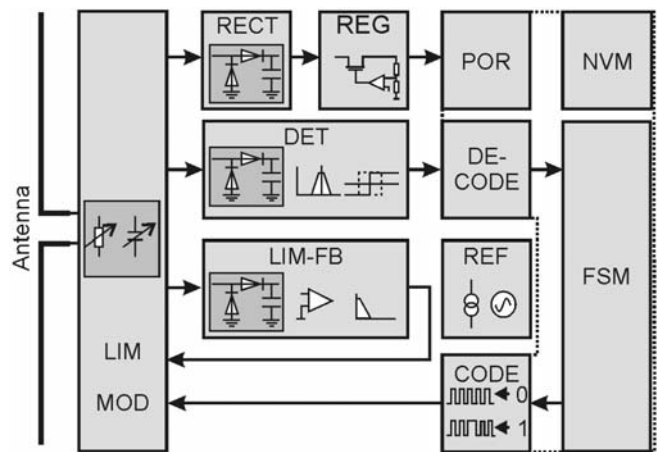 RECT
REG
POR
NVM
DET
DE-
CODE
Antenna
LIM-FB
REF
FSM
LIM
MOD
CODE
0
1